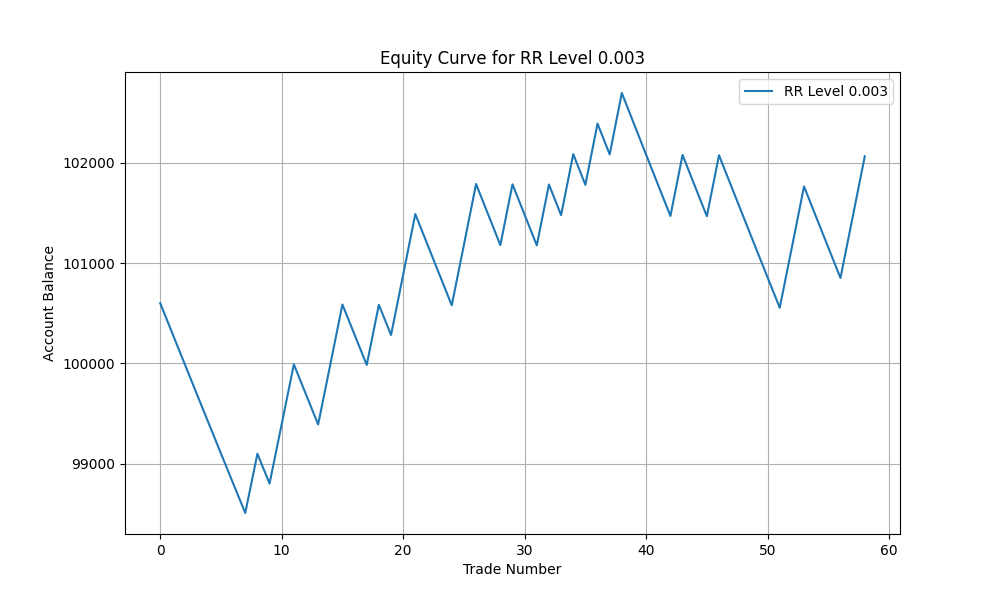 Equity Curve for RR Level 0.003
RR Level 0.003
Account Balance
102000
101000
100000
99000
0 10 20 30 40 50 60
Trade Number